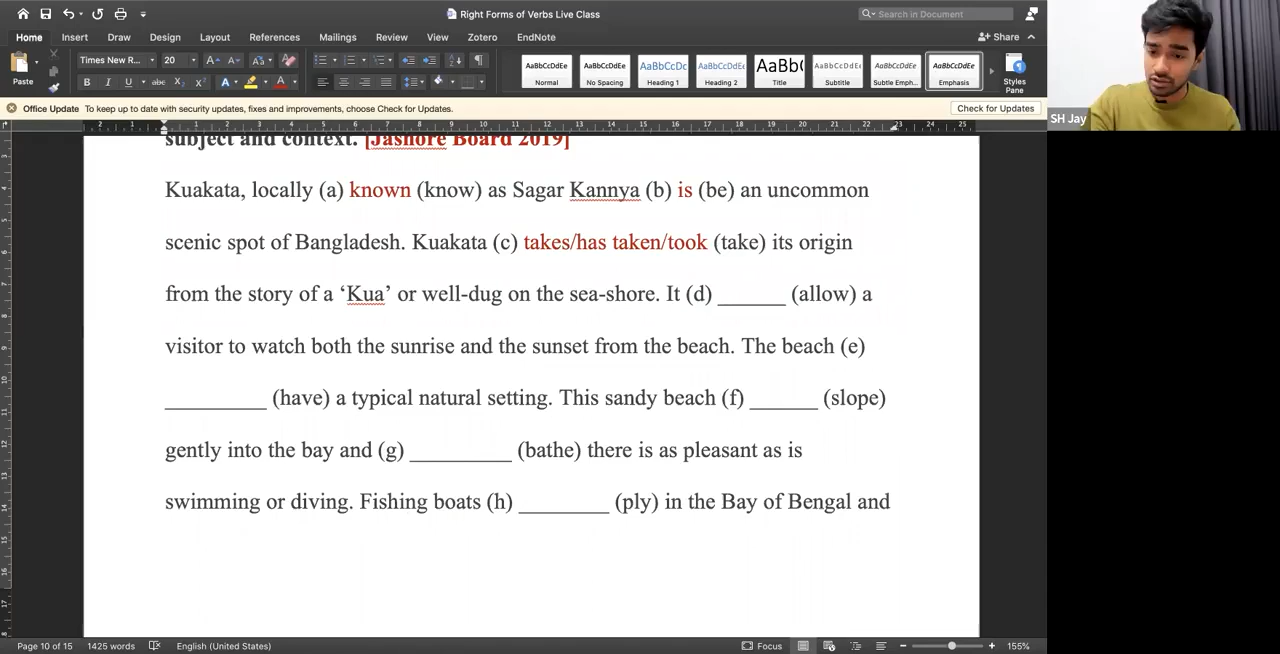 Right Forms of Verbs Live Class
Search in Document
Home Insert Draw Design Layout References Mailings Review View Zotero EndNote
Share
Paste
Times New R... 20
AaBbCcDdEe Normal
AaBbCcDdEe No Spacing
AaBbCcDc Heading 1
AaBbCcDdEe Heading 2
AaBb( Title
AaBbCcDdEe Subtitle
AaBbCcDdEe Subtle Emph...
AaBbCcDdEe Emphasis
Styles Pane
Office Update To keep up to date with security updates, fixes and improvements, choose Check for Updates.
Check for Updates
SH Jay
subject and context. [Jashore Board 2019]
Kuakata, locally (a) known (know) as Sagar Kannya (b) is (be) an uncommon
scenic spot of Bangladesh. Kuakata (c) takes/has taken/took (take) its origin
from the story of a ‘Kua’ or well-dug on the sea-shore. It (d) ______ (allow) a
visitor to watch both the sunrise and the sunset from the beach. The beach (e)
_________ (have) a typical natural setting. This sandy beach (f) ______ (slope)
gently into the bay and (g) _________ (bathe) there is as pleasant as is
swimming or diving. Fishing boats (h) ________ (ply) in the Bay of Bengal and
Page 10 of 15 1425 words English (United States) Focus 155%